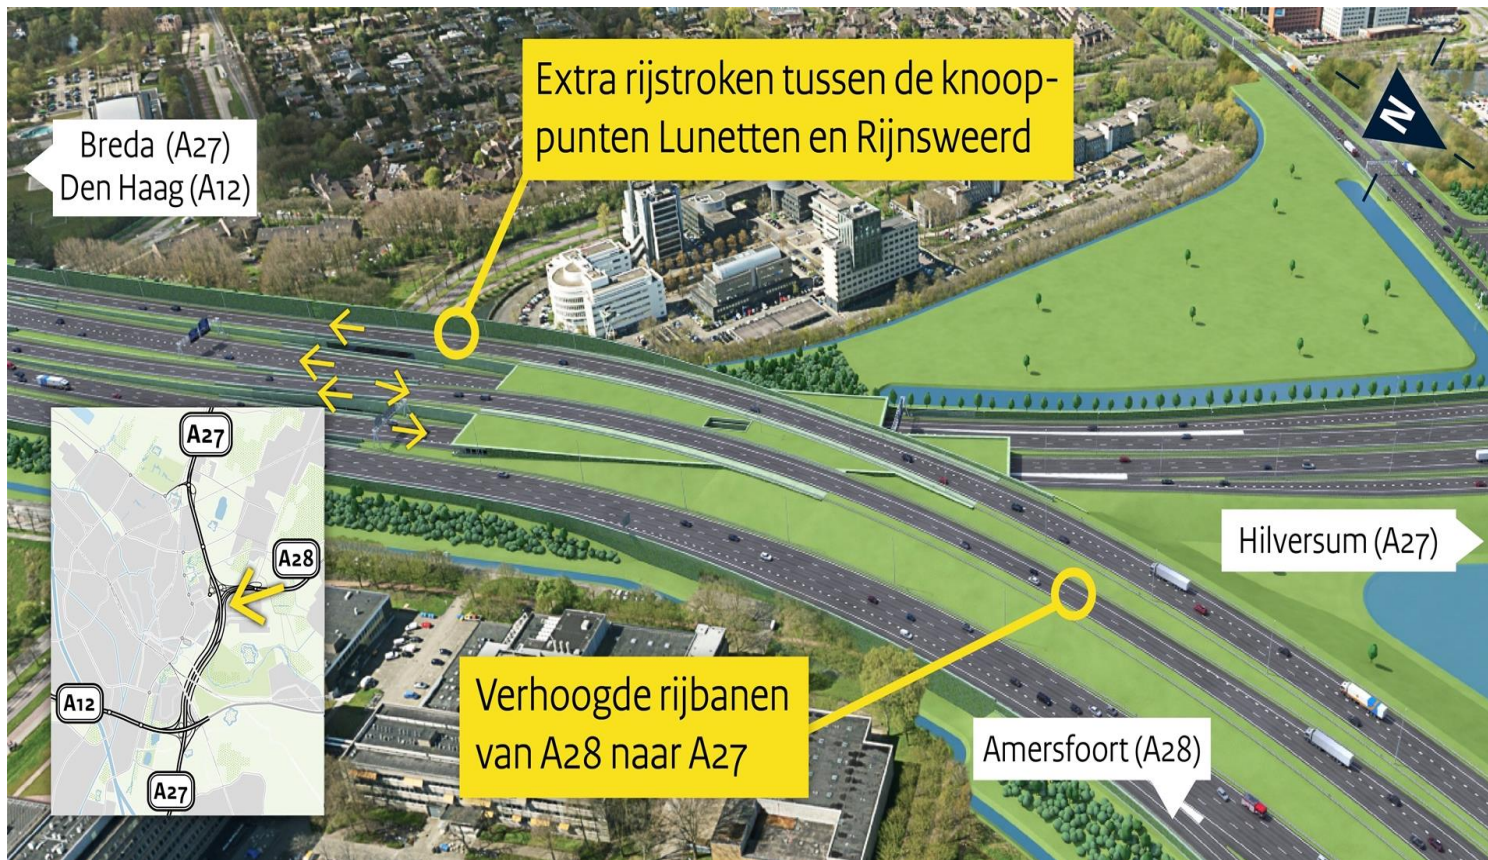 Extra rijstroken tussen de knoop-
punten Lunetten en Rijnsweerd
N
Breda (A27)
Den Haag (A12)
A27
A28
A12
A27
Hilversum (A27)
Verhoogde rijbanen
van A28 naar A27
Amersfoort (A28)